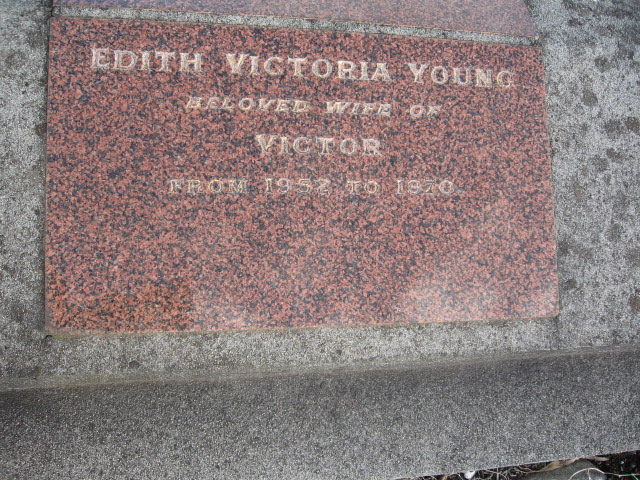 EDITH VICTORIA YOUNG
BELOVED WIFE OF
VICTOR
FROM 1952 TO 1970